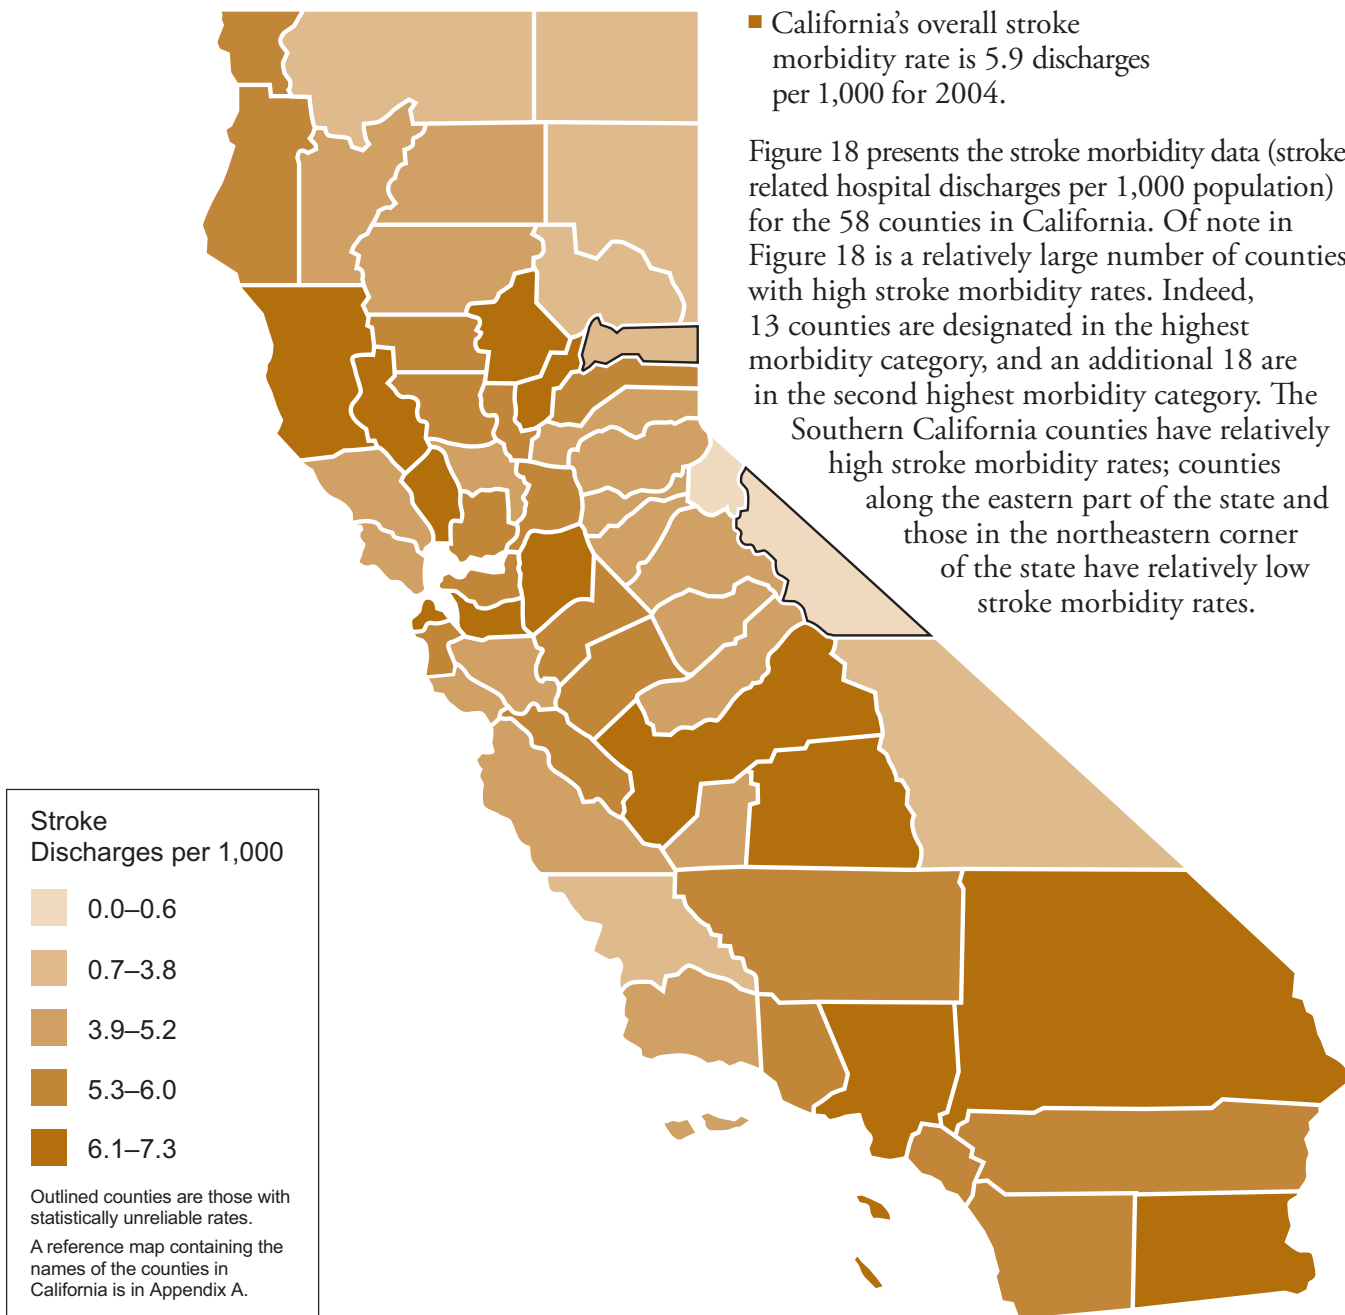 ■ California’s overall stroke
morbidity rate is 5.9 discharges
per 1,000 for 2004.
Figure 18 presents the stroke morbidity data (stroke
related hospital discharges per 1,000 population)
for the 58 counties in California. Of note in
Figure 18 is a relatively large number of counties
with high stroke morbidity rates. Indeed,
13 counties are designated in the highest
morbidity category, and an additional 18 are
in the second highest morbidity category. The
Southern California counties have relatively
high stroke morbidity rates; counties
along the eastern part of the state and
those in the northeastern corner
of the state have relatively low
stroke morbidity rates.
Stroke
Discharges per 1,000
0.0–0.6
0.7–3.8
3.9–5.2
5.3–6.0
6.1–7.3
Outlined counties are those with
statistically unreliable rates.
A reference map containing the
names of the counties in
California is in Appendix A.